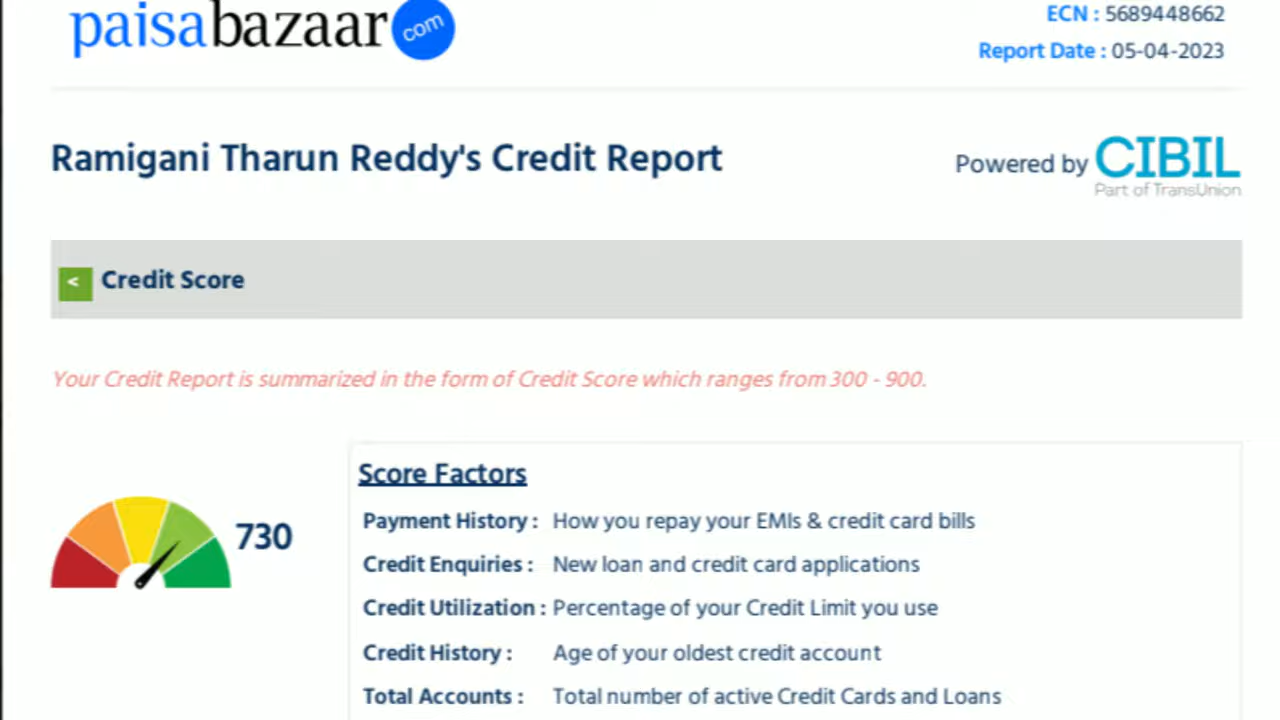 paisabazaar com
ECN : 5689448662
Report Date : 05-04-2023
Ramigani Tharun Reddy's Credit Report
Powered by CIBIL
Part of TransUnion
< Credit Score
Your Credit Report is summarized in the form of Credit Score which ranges from 300 - 900.
730
Score Factors
Payment History : How you repay your EMIs & credit card bills
Credit Enquiries : New loan and credit card applications
Credit Utilization : Percentage of your Credit Limit you use
Credit History : Age of your oldest credit account
Total Accounts : Total number of active Credit Cards and Loans